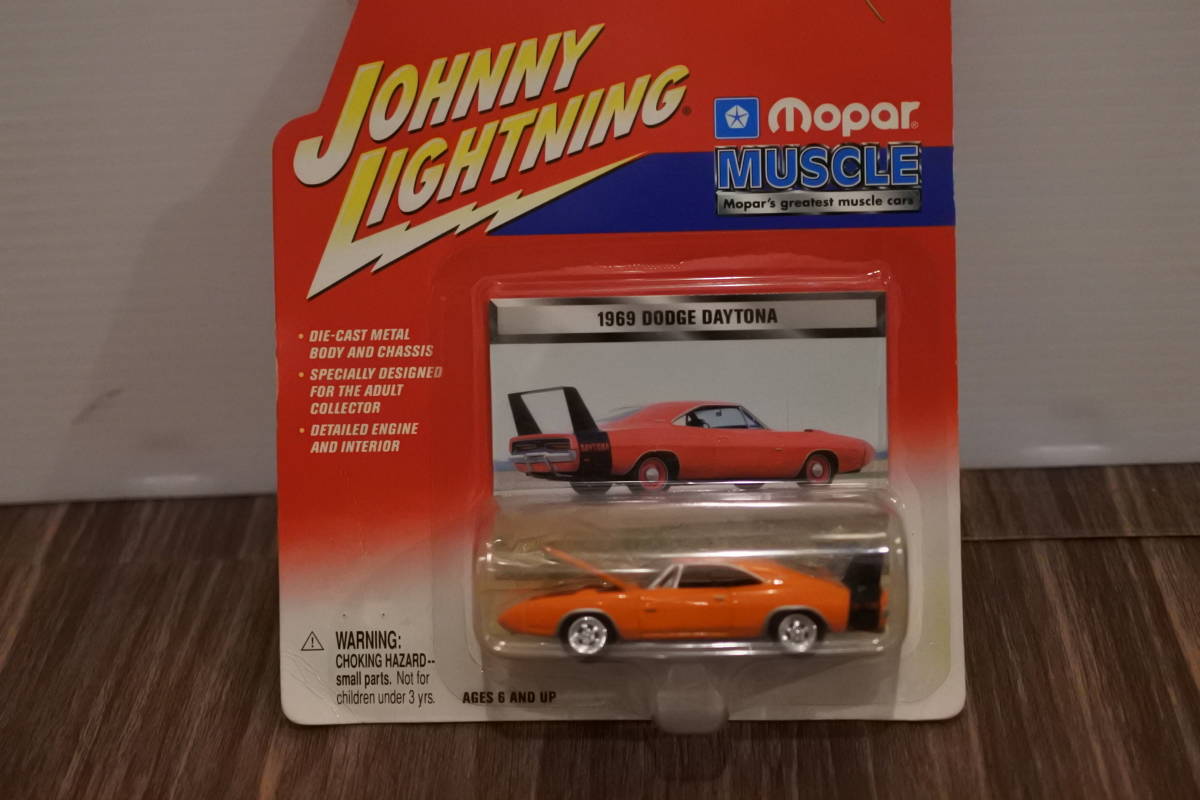 JOHNNY
LIGHTNING®
Mopar®
MUSCLE
Mopar's greatest muscle cars
1969 DODGE DAYTONA
• DIE-CAST METAL
BODY AND CHASSIS
• SPECIALLY DESIGNED
FOR THE ADULT
COLLECTOR
• DETAILED ENGINE
AND INTERIOR
DAYTONA
WARNING:
CHOKING HAZARD--
small parts. Not for
children under 3 yrs.
AGES 6 AND UP